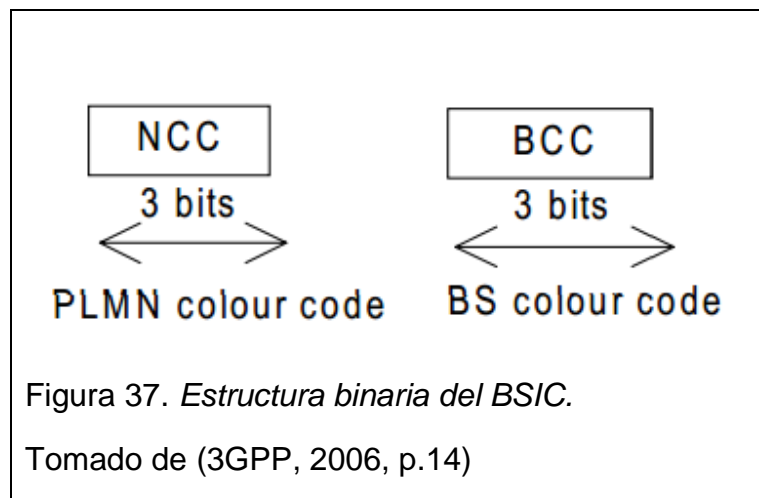 NCC BCC
3 bits 3 bits
PLMN colour code BS colour code
Figura 37. Estructura binaria del BSIC.
Tomado de (3GPP, 2006, p.14)